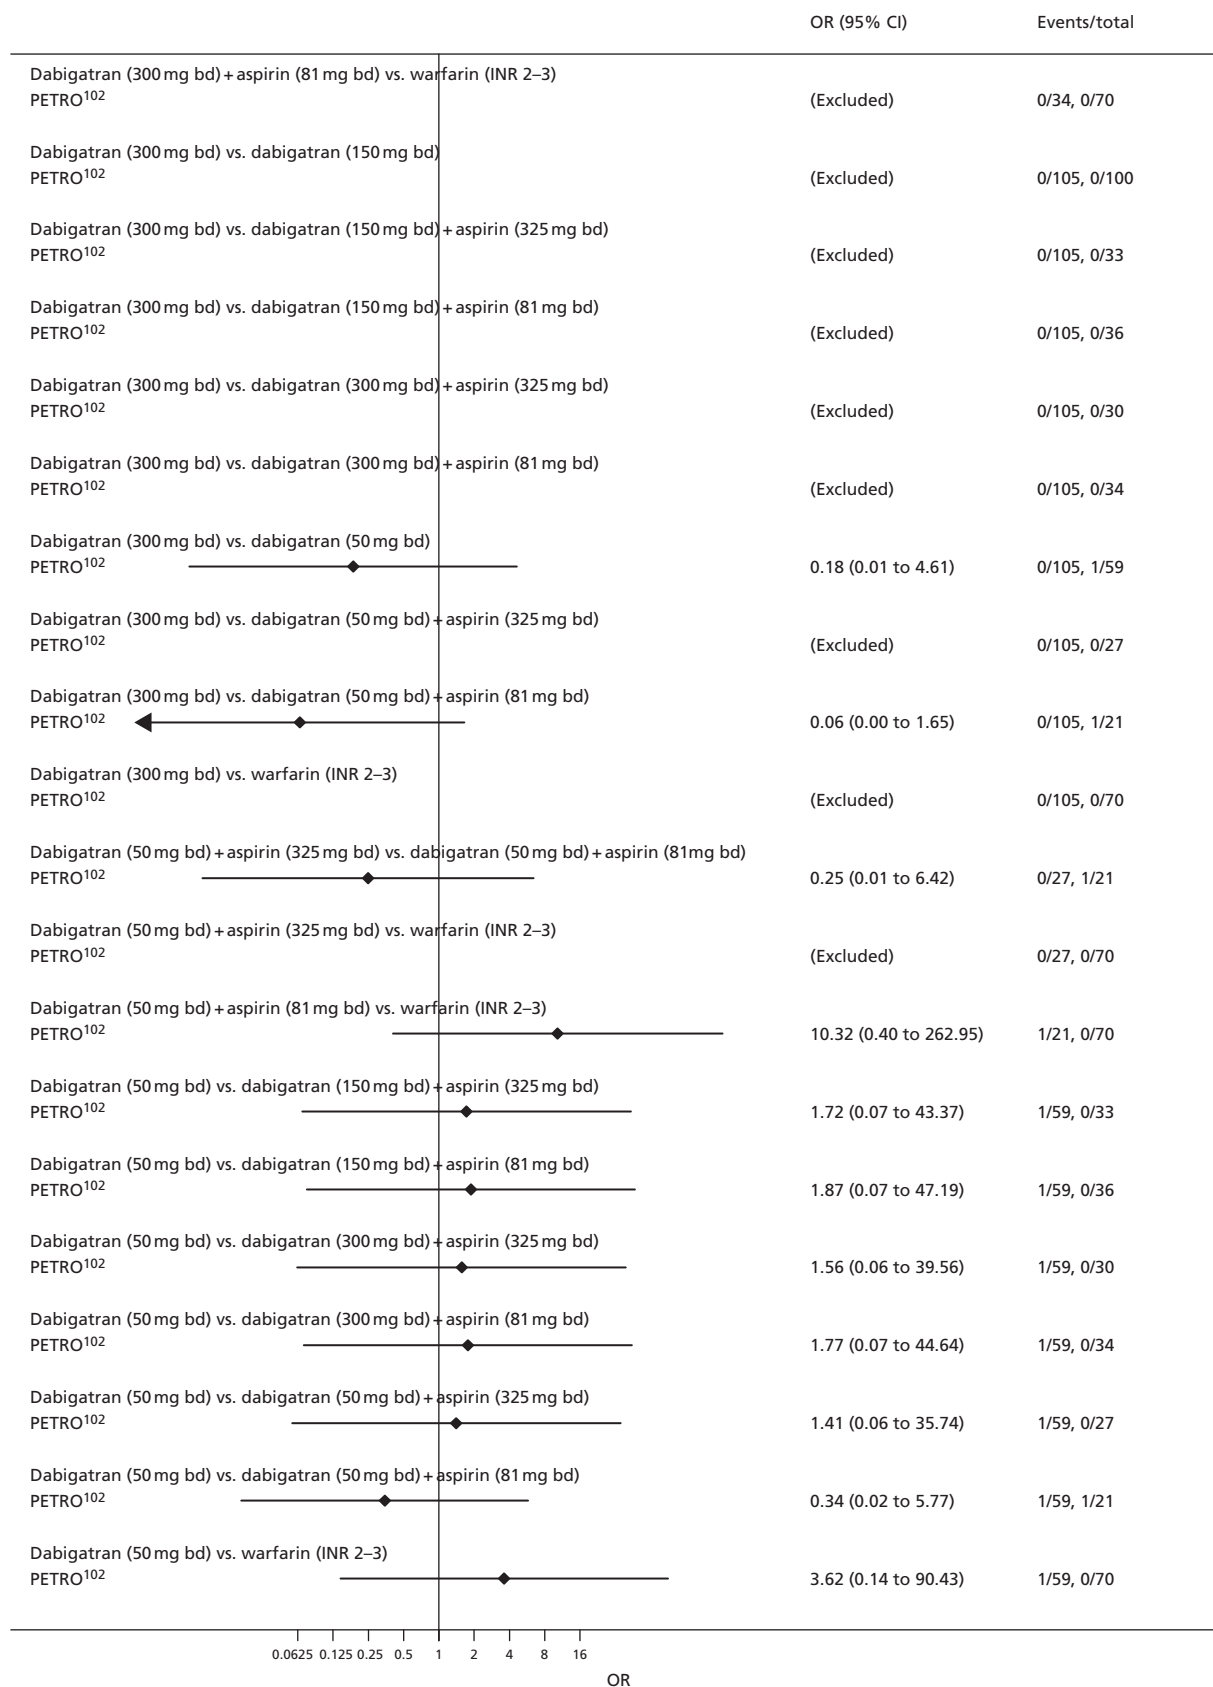 OR (95% CI) Events/total
Dabigatran (300 mg bd) + aspirin (81 mg bd) vs. warfarin (INR 2–3)
PETRO102 (Excluded) 0/34, 0/70
Dabigatran (300 mg bd) vs. dabigatran (150 mg bd)
PETRO102 (Excluded) 0/105, 0/100
Dabigatran (300 mg bd) vs. dabigatran (150 mg bd) + aspirin (325 mg bd)
PETRO102 (Excluded) 0/105, 0/33
Dabigatran (300 mg bd) vs. dabigatran (150 mg bd) + aspirin (81 mg bd)
PETRO102 (Excluded) 0/105, 0/36
Dabigatran (300 mg bd) vs. dabigatran (300 mg bd) + aspirin (325 mg bd)
PETRO102 (Excluded) 0/105, 0/30
Dabigatran (300 mg bd) vs. dabigatran (300 mg bd) + aspirin (81 mg bd)
PETRO102 (Excluded) 0/105, 0/34
Dabigatran (300 mg bd) vs. dabigatran (50 mg bd)
PETRO102 0.18 (0.01 to 4.61) 0/105, 1/59
Dabigatran (300 mg bd) vs. dabigatran (50 mg bd) + aspirin (325 mg bd)
PETRO102 (Excluded) 0/105, 0/27
Dabigatran (300 mg bd) vs. dabigatran (50 mg bd) + aspirin (81 mg bd)
PETRO102 0.06 (0.00 to 1.65) 0/105, 1/21
Dabigatran (300 mg bd) vs. warfarin (INR 2–3)
PETRO102 (Excluded) 0/105, 0/70
Dabigatran (50 mg bd) + aspirin (325 mg bd) vs. dabigatran (50 mg bd) + aspirin (81mg bd)
PETRO102 0.25 (0.01 to 6.42) 0/27, 1/21
Dabigatran (50 mg bd) + aspirin (325 mg bd) vs. warfarin (INR 2–3)
PETRO102 (Excluded) 0/27, 0/70
Dabigatran (50 mg bd) + aspirin (81 mg bd) vs. warfarin (INR 2–3)
PETRO102 10.32 (0.40 to 262.95) 1/21, 0/70
Dabigatran (50 mg bd) vs. dabigatran (150 mg bd) + aspirin (325 mg bd)
PETRO102 1.72 (0.07 to 43.37) 1/59, 0/33
Dabigatran (50 mg bd) vs. dabigatran (150 mg bd) + aspirin (81 mg bd)
PETRO102 1.87 (0.07 to 47.19) 1/59, 0/36
Dabigatran (50 mg bd) vs. dabigatran (300 mg bd) + aspirin (325 mg bd)
PETRO102 1.56 (0.06 to 39.56) 1/59, 0/30
Dabigatran (50 mg bd) vs. dabigatran (300 mg bd) + aspirin (81 mg bd)
PETRO102 1.77 (0.07 to 44.64) 1/59, 0/34
Dabigatran (50 mg bd) vs. dabigatran (50 mg bd) + aspirin (325 mg bd)
PETRO102 1.41 (0.06 to 35.74) 1/59, 0/27
Dabigatran (50 mg bd) vs. dabigatran (50 mg bd) + aspirin (81 mg bd)
PETRO102 0.34 (0.02 to 5.77) 1/59, 1/21
Dabigatran (50 mg bd) vs. warfarin (INR 2–3)
PETRO102 3.62 (0.14 to 90.43) 1/59, 0/70
0.0625 0.125 0.25 0.5 1 2 4 8 16
OR